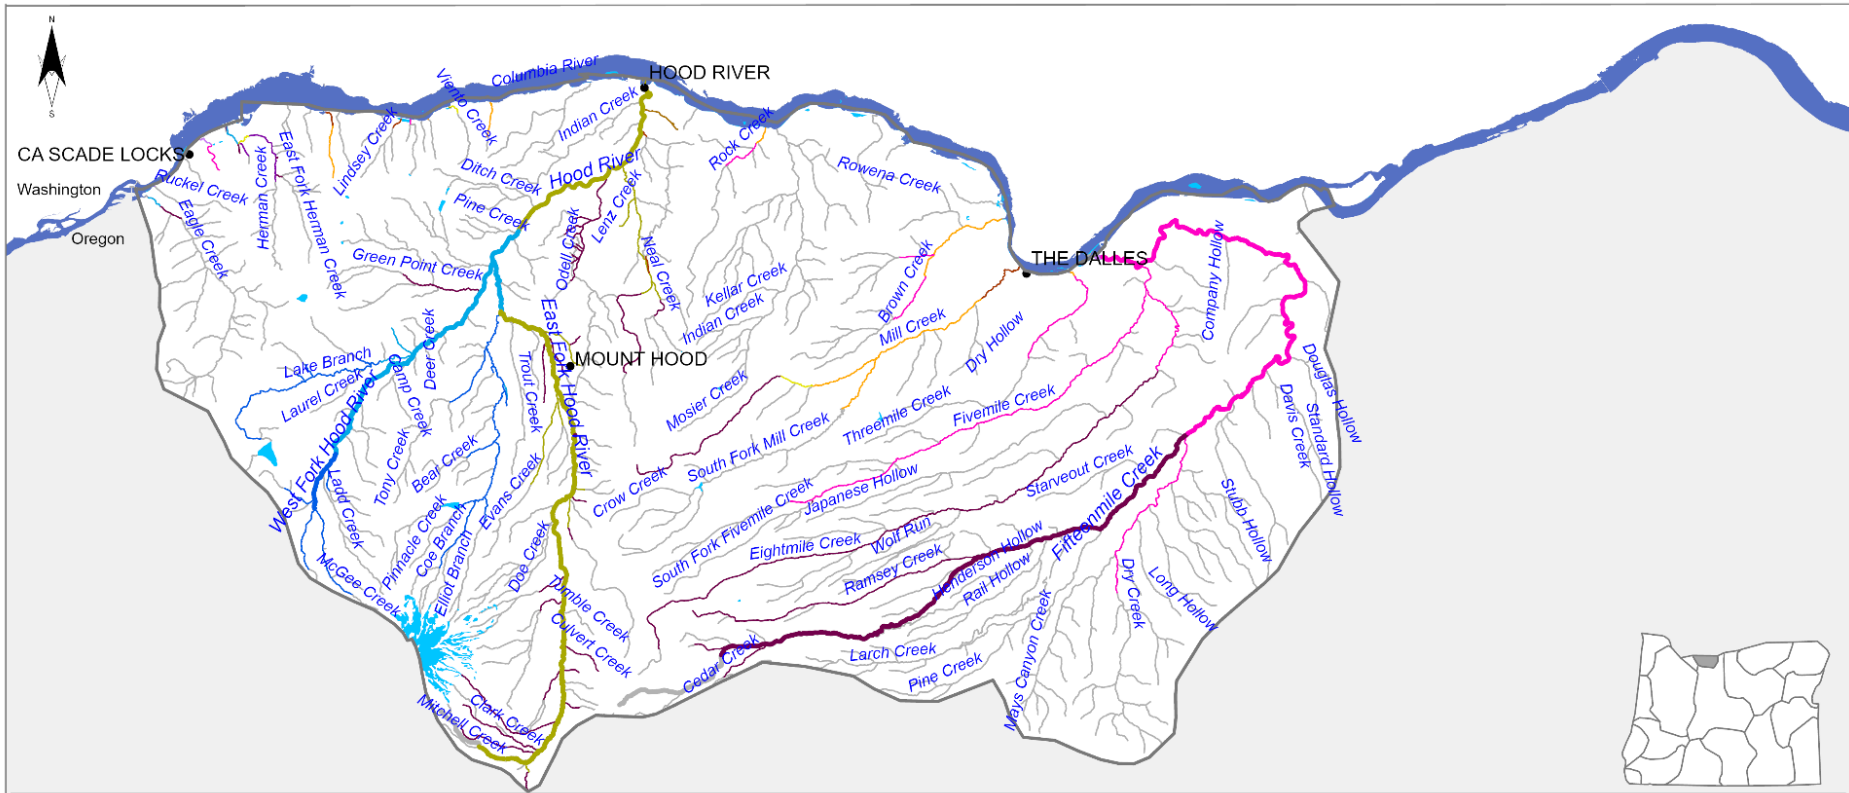 N
S
Columbia River
HOOD RIVER
Viento Creek
Indian Creek
CA SCADE LOCKS
Washington
Oregon
Ruckel Creek
Eagle Creek
Herman Creek
East Fork Herman Creek
Lindsey Creek
Ditch Creek
Hood River
Pine Creek
Lenz Creek
Odell Creek
Neal Creek
Rock Creek
Rowena Creek
Green Point Creek
Kellar Creek
Indian Creek
Brown Creek
THE DALLES
Company Hollow
Mill Creek
Dry Hollow
East Fork Hood River
MOUNT HOOD
Lake Branch
Laurel Creek
Camp Creek
Deer Creek
Trout Creek
West Fork Hood River
Mosier Creek
South Fork Mill Creek
Threemile Creek
Fivemile Creek
Douglas Hollow
Davis Creek
Standard Hollow
Ladd Creek
Tony Creek
Bear Creek
Evans Creek
Crow Creek
South Fork Fivemile Creek
Japanese Hollow
Starveout Creek
Fifteenmile Creek
Stubb Hollow
Pinnacle Creek
Coe Branch
Elliot Branch
Doe Creek
Eightmile Creek
Wolf Run
Ramsey Creek
Henderson Hollow
Rail Hollow
Dry Creek
Long Hollow
McGee Creek
Tumble Creek
Culvert Creek
Cedar Creek
Larch Creek
Pine Creek
Mays Canyon Creek
Clark Creek
Mitchell Creek